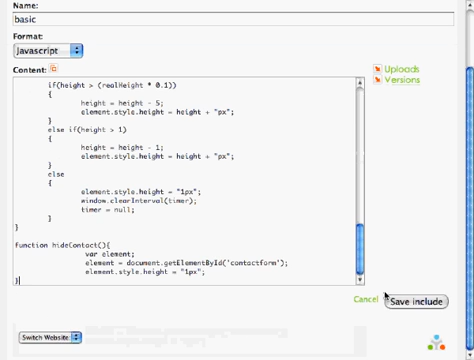 Name:
basic
Format:
Javascript
Content:
Uploads
Versions
if(height > (realHeight * 0.1))
{
height = height - 5;
element.style.height = height + "px";
}
else if(height > 1)
{
height = height - 1;
element.style.height = height + "px";
}
else
{
element.style.height = "1px";
window.clearInterval(timer);
timer = null;
}
}
function hideContact(){
var element;
element = document.getElementById('contactform');
element.style.height = "1px";
}
Cancel
Save include
Switch Website: